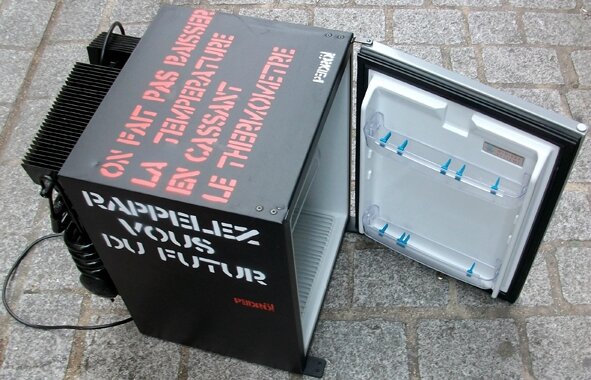 ON FAIT PAS BAISSER
LA TEMPERATURE
EN CASSANT
LE THERMOMETRE
RAPPELEZ
VOUS
DU FUTUR